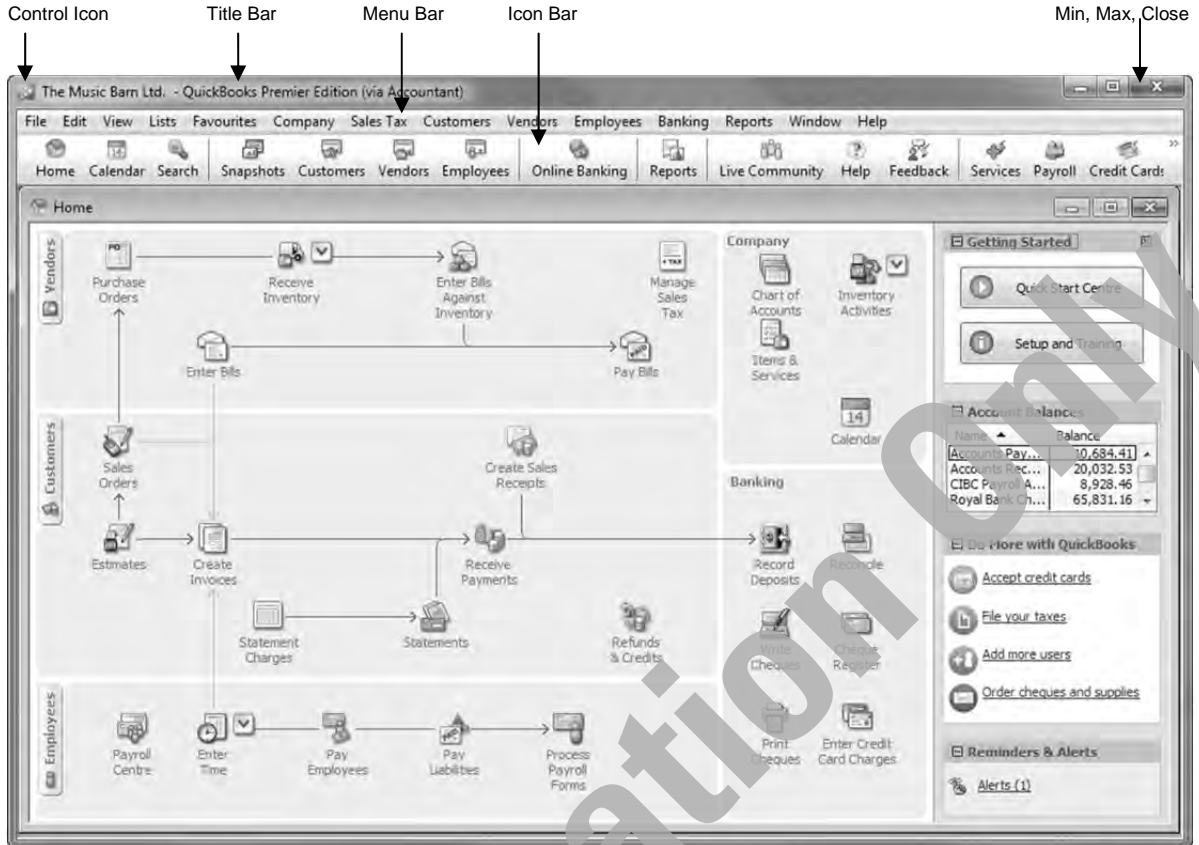 Control Icon Title Bar Menu Bar Icon Bar Min, Max, Close
The Music Barn Ltd. - QuickBooks Premier Edition (via Accountant)
File Edit View Lists Favourites Company Sales Tax Customers Vendors Employees Banking Reports Window Help
Home Calendar Search Snapshots Customers Vendors Employees Online Banking Reports Live Community Help Feedback Services Payroll Credit Cards
Home
Vendors
PO
Purchase
Orders
Receive
Inventory
Enter Bills
Against
Inventory
+ TAX
Manage
Sales
Tax
Enter Bills
Pay Bills
Customers
Sales
Orders
Create Sales
Receipts
Estimates
Create
Invoices
Receive
Payments
Statement
Charges
Statements
Refunds
& Credits
Employees
Payroll
Centre
Enter
Time
Pay
Employees
Pay
Liabilities
Process
Payroll
Forms
Company
Chart of
Accounts
Inventory
Activities
Items &
Services
14
Calendar
Banking
Record
Deposits
Reconcile
Write
Cheques
Cheque
Register
Print
Cheques
Enter Credit
Card Charges
Getting Started
Quick Start Centre
Setup and Training
Account Balances
Name Balance
Accounts Pay... 10,684.41
Accounts Rec... 20,032.53
CIBC Payroll A... 8,928.46
Royal Bank Ch... 65,831.16
Do More with QuickBooks
Accept credit cards
File your taxes
Add more users
Order cheques and supplies
Reminders & Alerts
Alerts (1)
ation Only